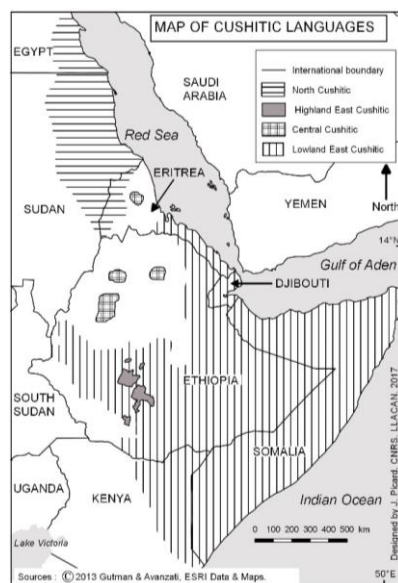 MAP OF CUSHITIC LANGUAGES
International boundary
North Cushitic
Highland East Cushitic
Central Cushitic
Lowland East Cushitic
EGYPT
SAUDI
ARABIA
Red Sea
ERITREA
SUDAN
YEMEN
North
14°N
Gulf of Aden
DJIBOUTI
ETHIOPIA
SOUTH
SUDAN
SOMALIA
UGANDA
KENYA
Indian Ocean
0 100 200 300 400 500 km
Lake Victoria
50°E
Sources : © 2013 Gutman & Avanzati, ESRI Data & Maps.
Designed by J. Picard, CNRS, LLACAN, 2017